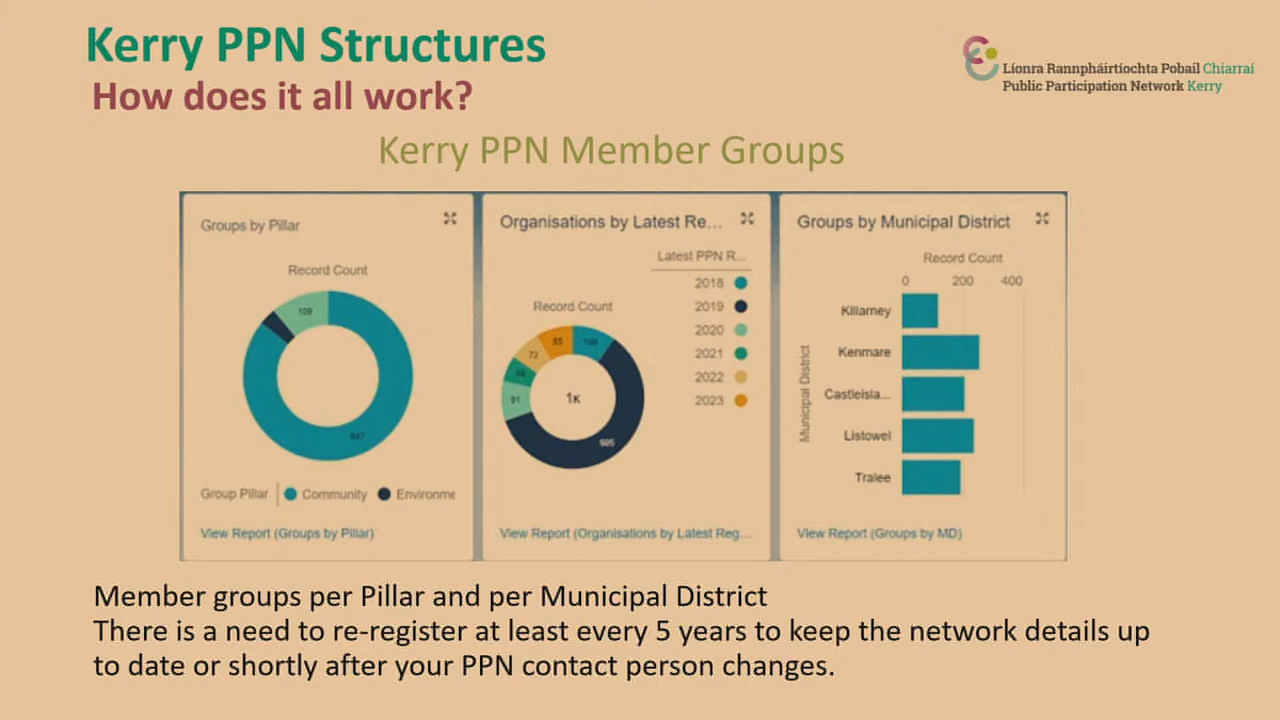 Kerry PPN Structures
How does it all work?
Líonra Rannpháirtíochta Pobail Chiarraí
Public Participation Network Kerry
Kerry PPN Member Groups
Groups by Pillar
Record Count
109
847
Group Pillar
Community
Environme
View Report (Groups by Pillar)
Organisations by Latest Re...
Latest PPN R...
2018
2019
2020
2021
2022
2023
Record Count
85
100
72
91
1K
605
View Report (Organisations by Latest Reg...
Groups by Municipal District
Record Count
0 200 400
Municipal District
Killarney
Kenmare
Castleisla...
Listowel
Tralee
View Report (Groups by MD)
Member groups per Pillar and per Municipal District
There is a need to re-register at least every 5 years to keep the network details up
to date or shortly after your PPN contact person changes.